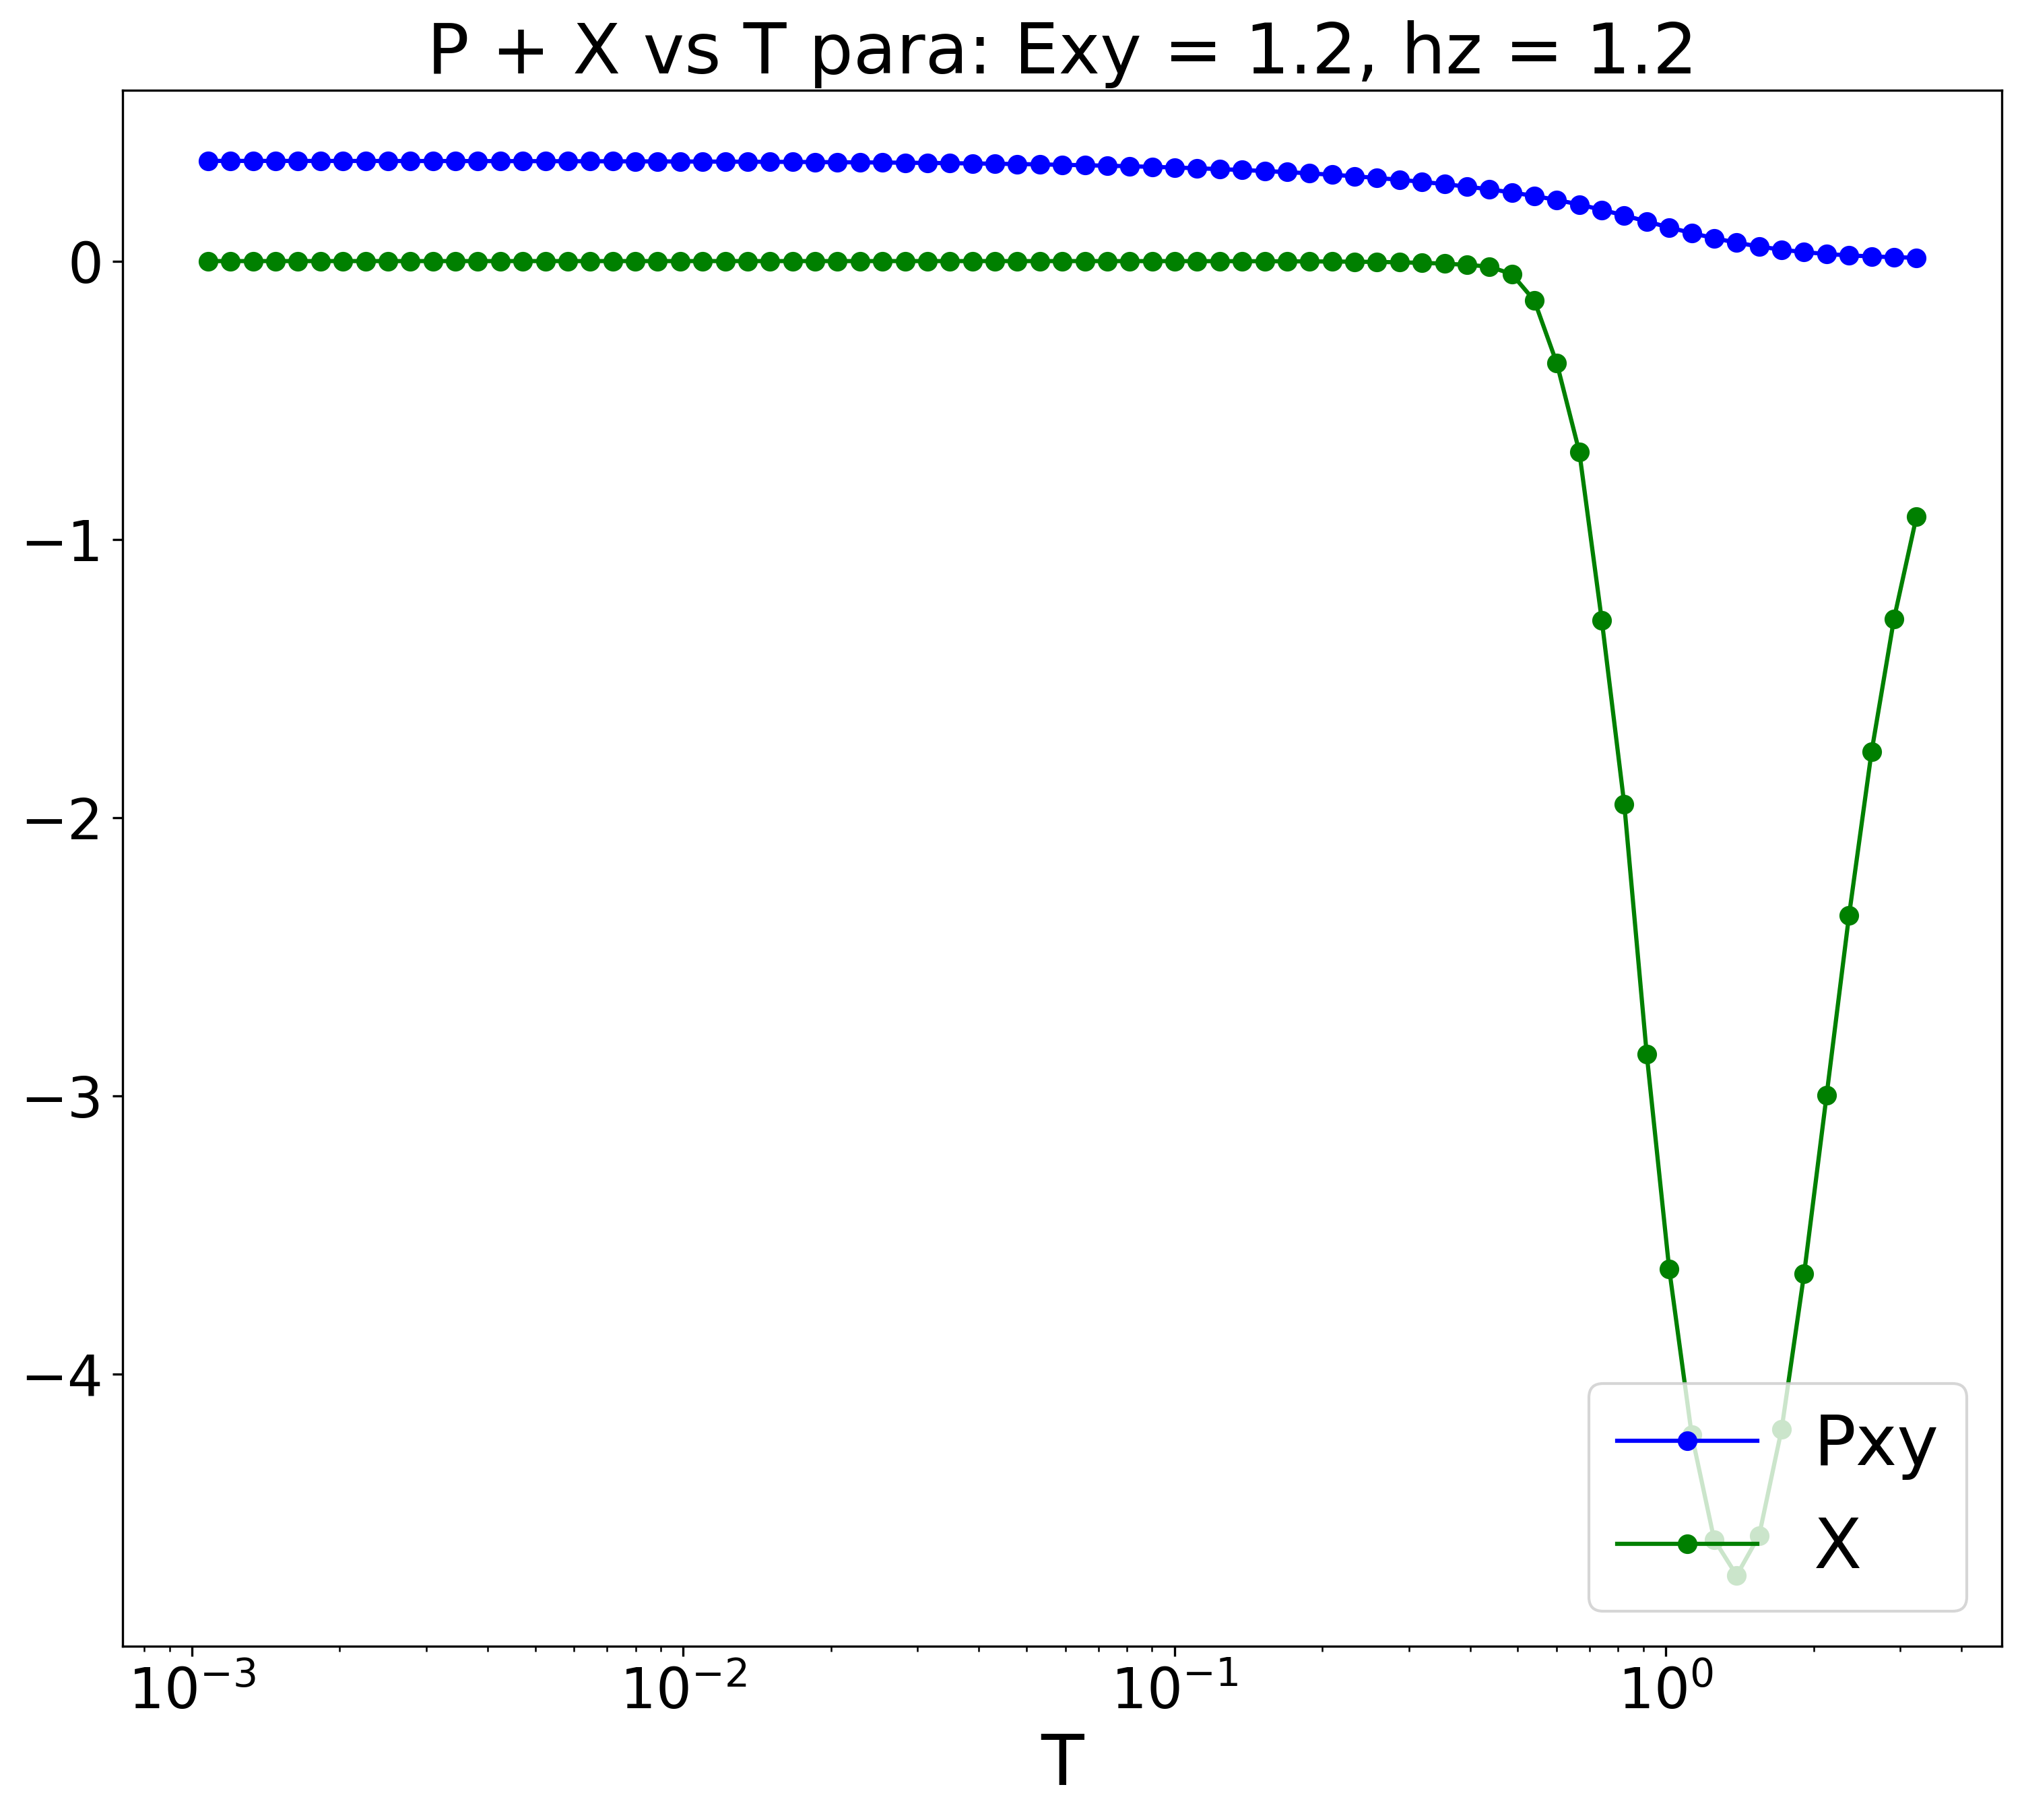 P + X vs T para: Exy = 1.2, hz = 1.2
0
−1
−2
−3
−4
Pxy
X
10⁻³ 10⁻² 10⁻¹ 10⁰
T